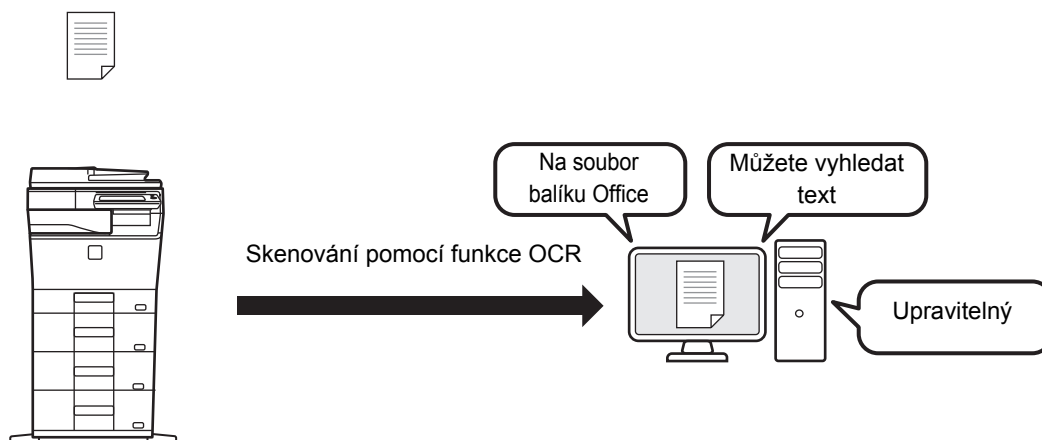 Na soubor
balíku Office
Můžete vyhledat
text
Skenování pomocí funkce OCR
Upravitelný